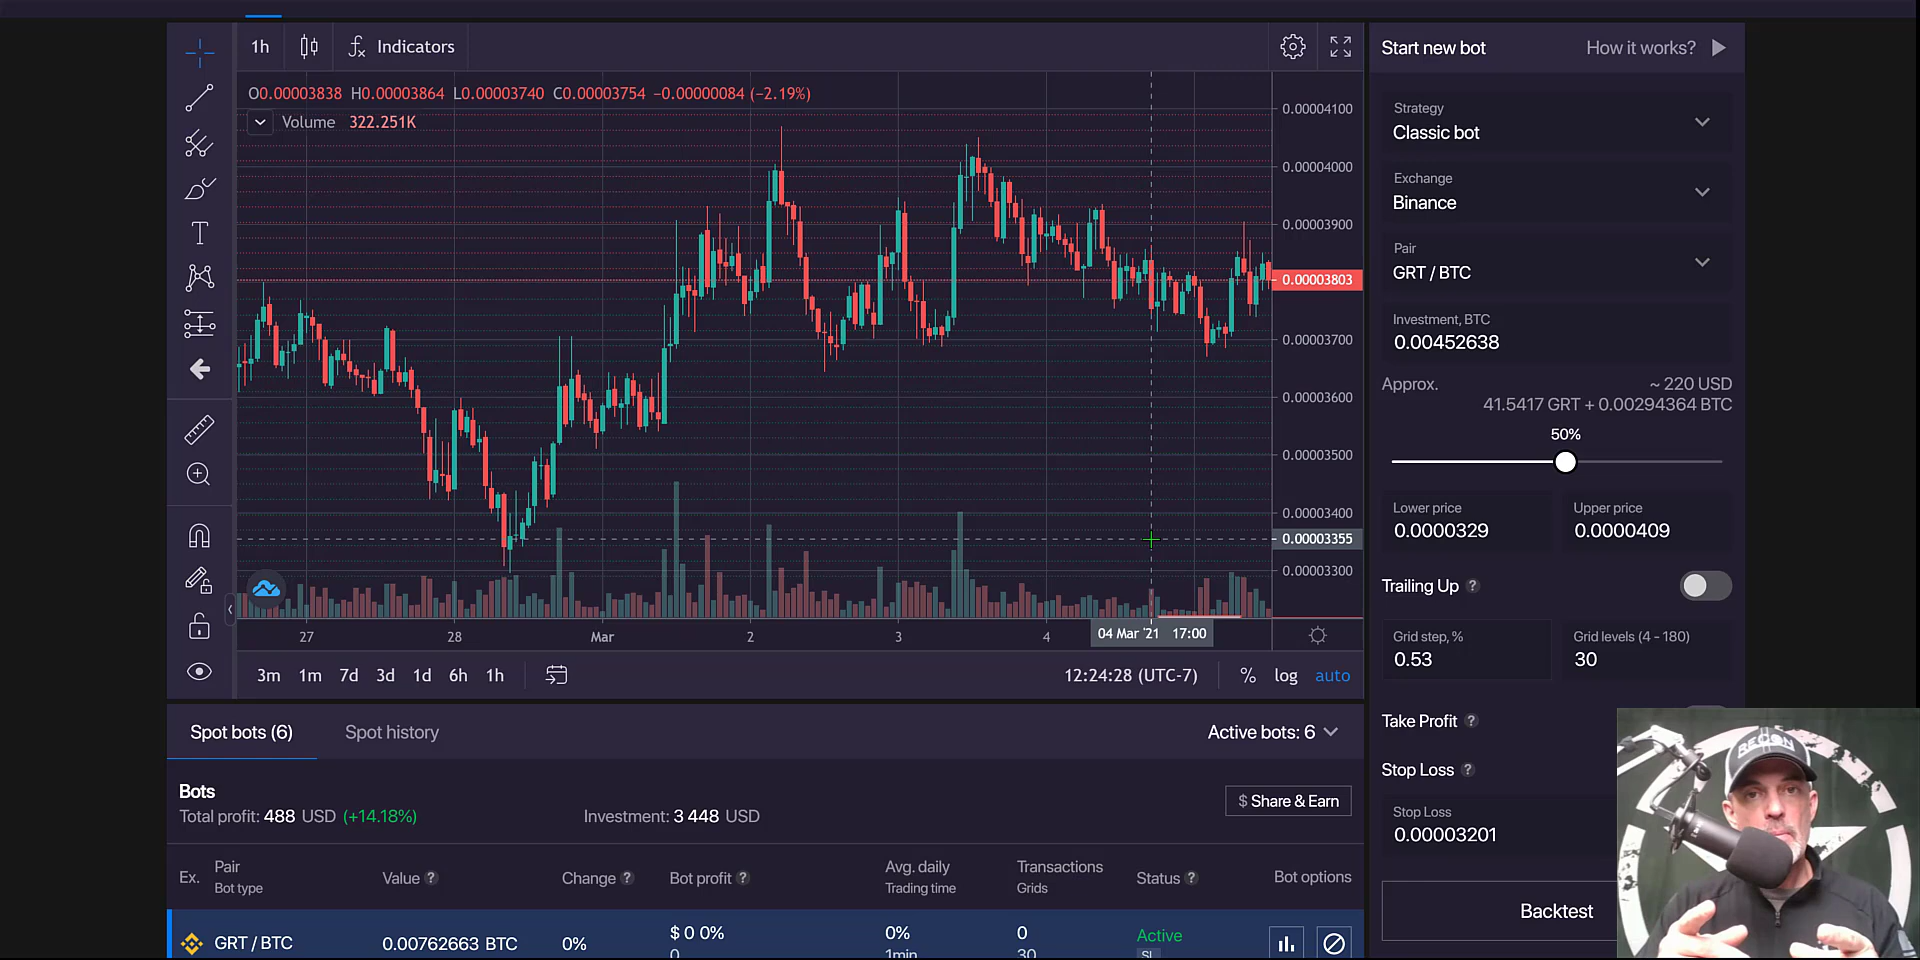 1h
Indicators
O0.00003838 H0.00003864 L0.00003740 C0.00003754 −0.00000084 (−2.19%)
Volume 322.251K
0.00004100
0.00004000
0.00003900
0.00003803
0.00003700
0.00003600
0.00003500
0.00003400
0.00003355
0.00003300
27 28 Mar 2 3 4 04 Mar '21 17:00
3m 1m 7d 3d 1d 6h 1h
12:24:28 (UTC-7) % log auto
Start new bot How it works?
Strategy
Classic bot
Exchange
Binance
Pair
GRT / BTC
Investment, BTC
0.00452638
Approx. ~ 220 USD
41.5417 GRT + 0.00294364 BTC
50%
Lower price Upper price
0.0000329 0.0000409
Trailing Up ?
Grid step, % Grid levels (4 - 180)
0.53 30
Take Profit ?
Stop Loss ?
Stop Loss
0.00003201
Backtest
RECON
Spot bots (6) Spot history Active bots: 6
Bots
Total profit: 488 USD (+14.18%) Investment: 3 448 USD
$ Share & Earn
Ex. Pair Value ? Change ? Bot profit ? Avg. daily Transactions Status ? Bot options
Bot type Trading time Grids
GRT / BTC 0.00762663 BTC 0% $ 0 0% 0% 0 Active
0 1min 30 SL